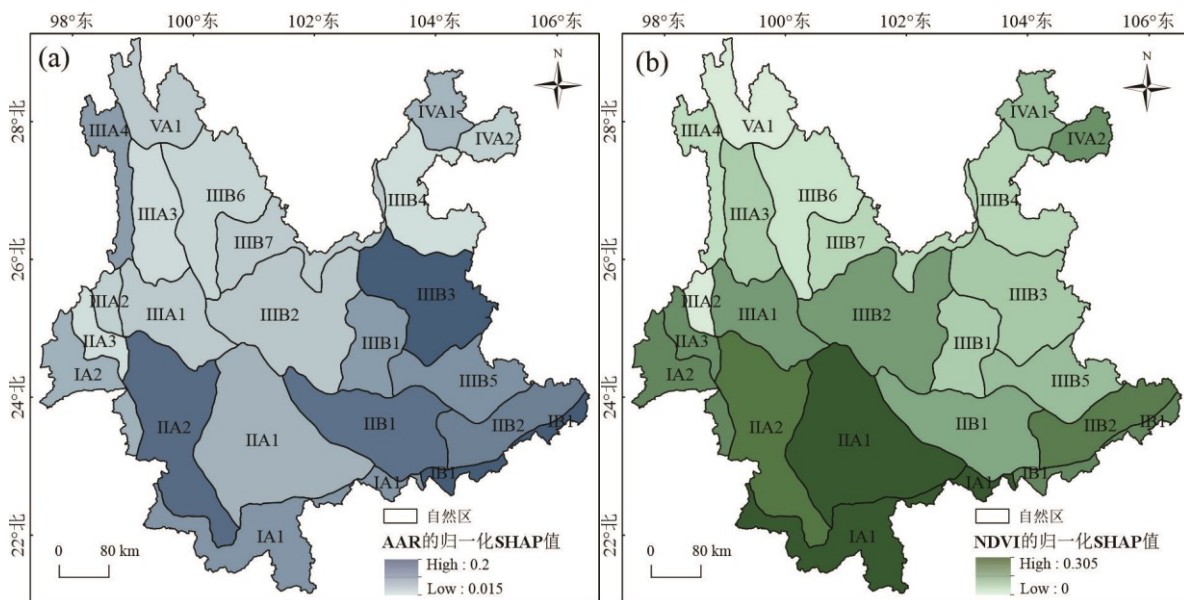 98°东 100°东 102°东 104°东 106°东
(a)
N
28°北
26°北
24°北
22°北
IIIA4
VA1
IVA1
IVA2
IIIB6
IIIA3
IIIB4
IIIB7
IIIA2
IIIA1
IIIB2
IIIB3
IIA3
IIIB1
IA2
IIIB5
IIA2
IIA1
IIB1
IIB2
IB1
IA1
IB1
IA1
自然区
0 80 km
AAR的归一化SHAP值
High : 0.2
Low : 0.015
98°东 100°东 102°东 104°东 106°东
(b)
N
28°北
26°北
24°北
22°北
IIIA4
VA1
IVA1
IVA2
IIIB6
IIIA3
IIIB4
IIIB7
IIIA2
IIIA1
IIIB2
IIIB3
IIA3
IIIB1
IA2
IIIB5
IIA2
IIA1
IIB1
IIB2
IB1
IA1
IB1
IA1
自然区
0 80 km
NDVI的归一化SHAP值
High : 0.305
Low : 0